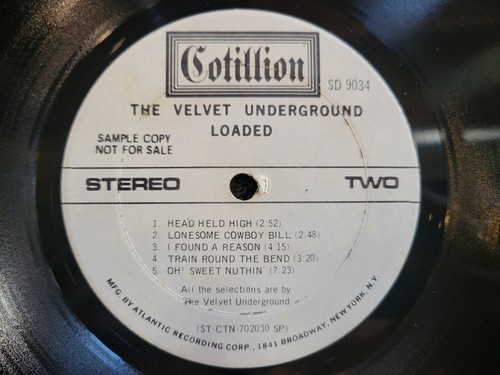 Cotillion
SD 9034
THE VELVET UNDERGROUND
LOADED
SAMPLE COPY
NOT FOR SALE
STEREO
TWO
1. HEAD HELD HIGH (2:52)
2. LONESOME COWBOY BILL (2:48)
3. I FOUND A REASON (4:15)
4. TRAIN ROUND THE BEND (3:20)
5. OH! SWEET NUTHIN' (7:23)
All the selections are by
The Velvet Underground
(ST-CTN-702030 SP)
MFG. BY ATLANTIC RECORDING CORP., 1841 BROADWAY, NEW YORK, N.Y.